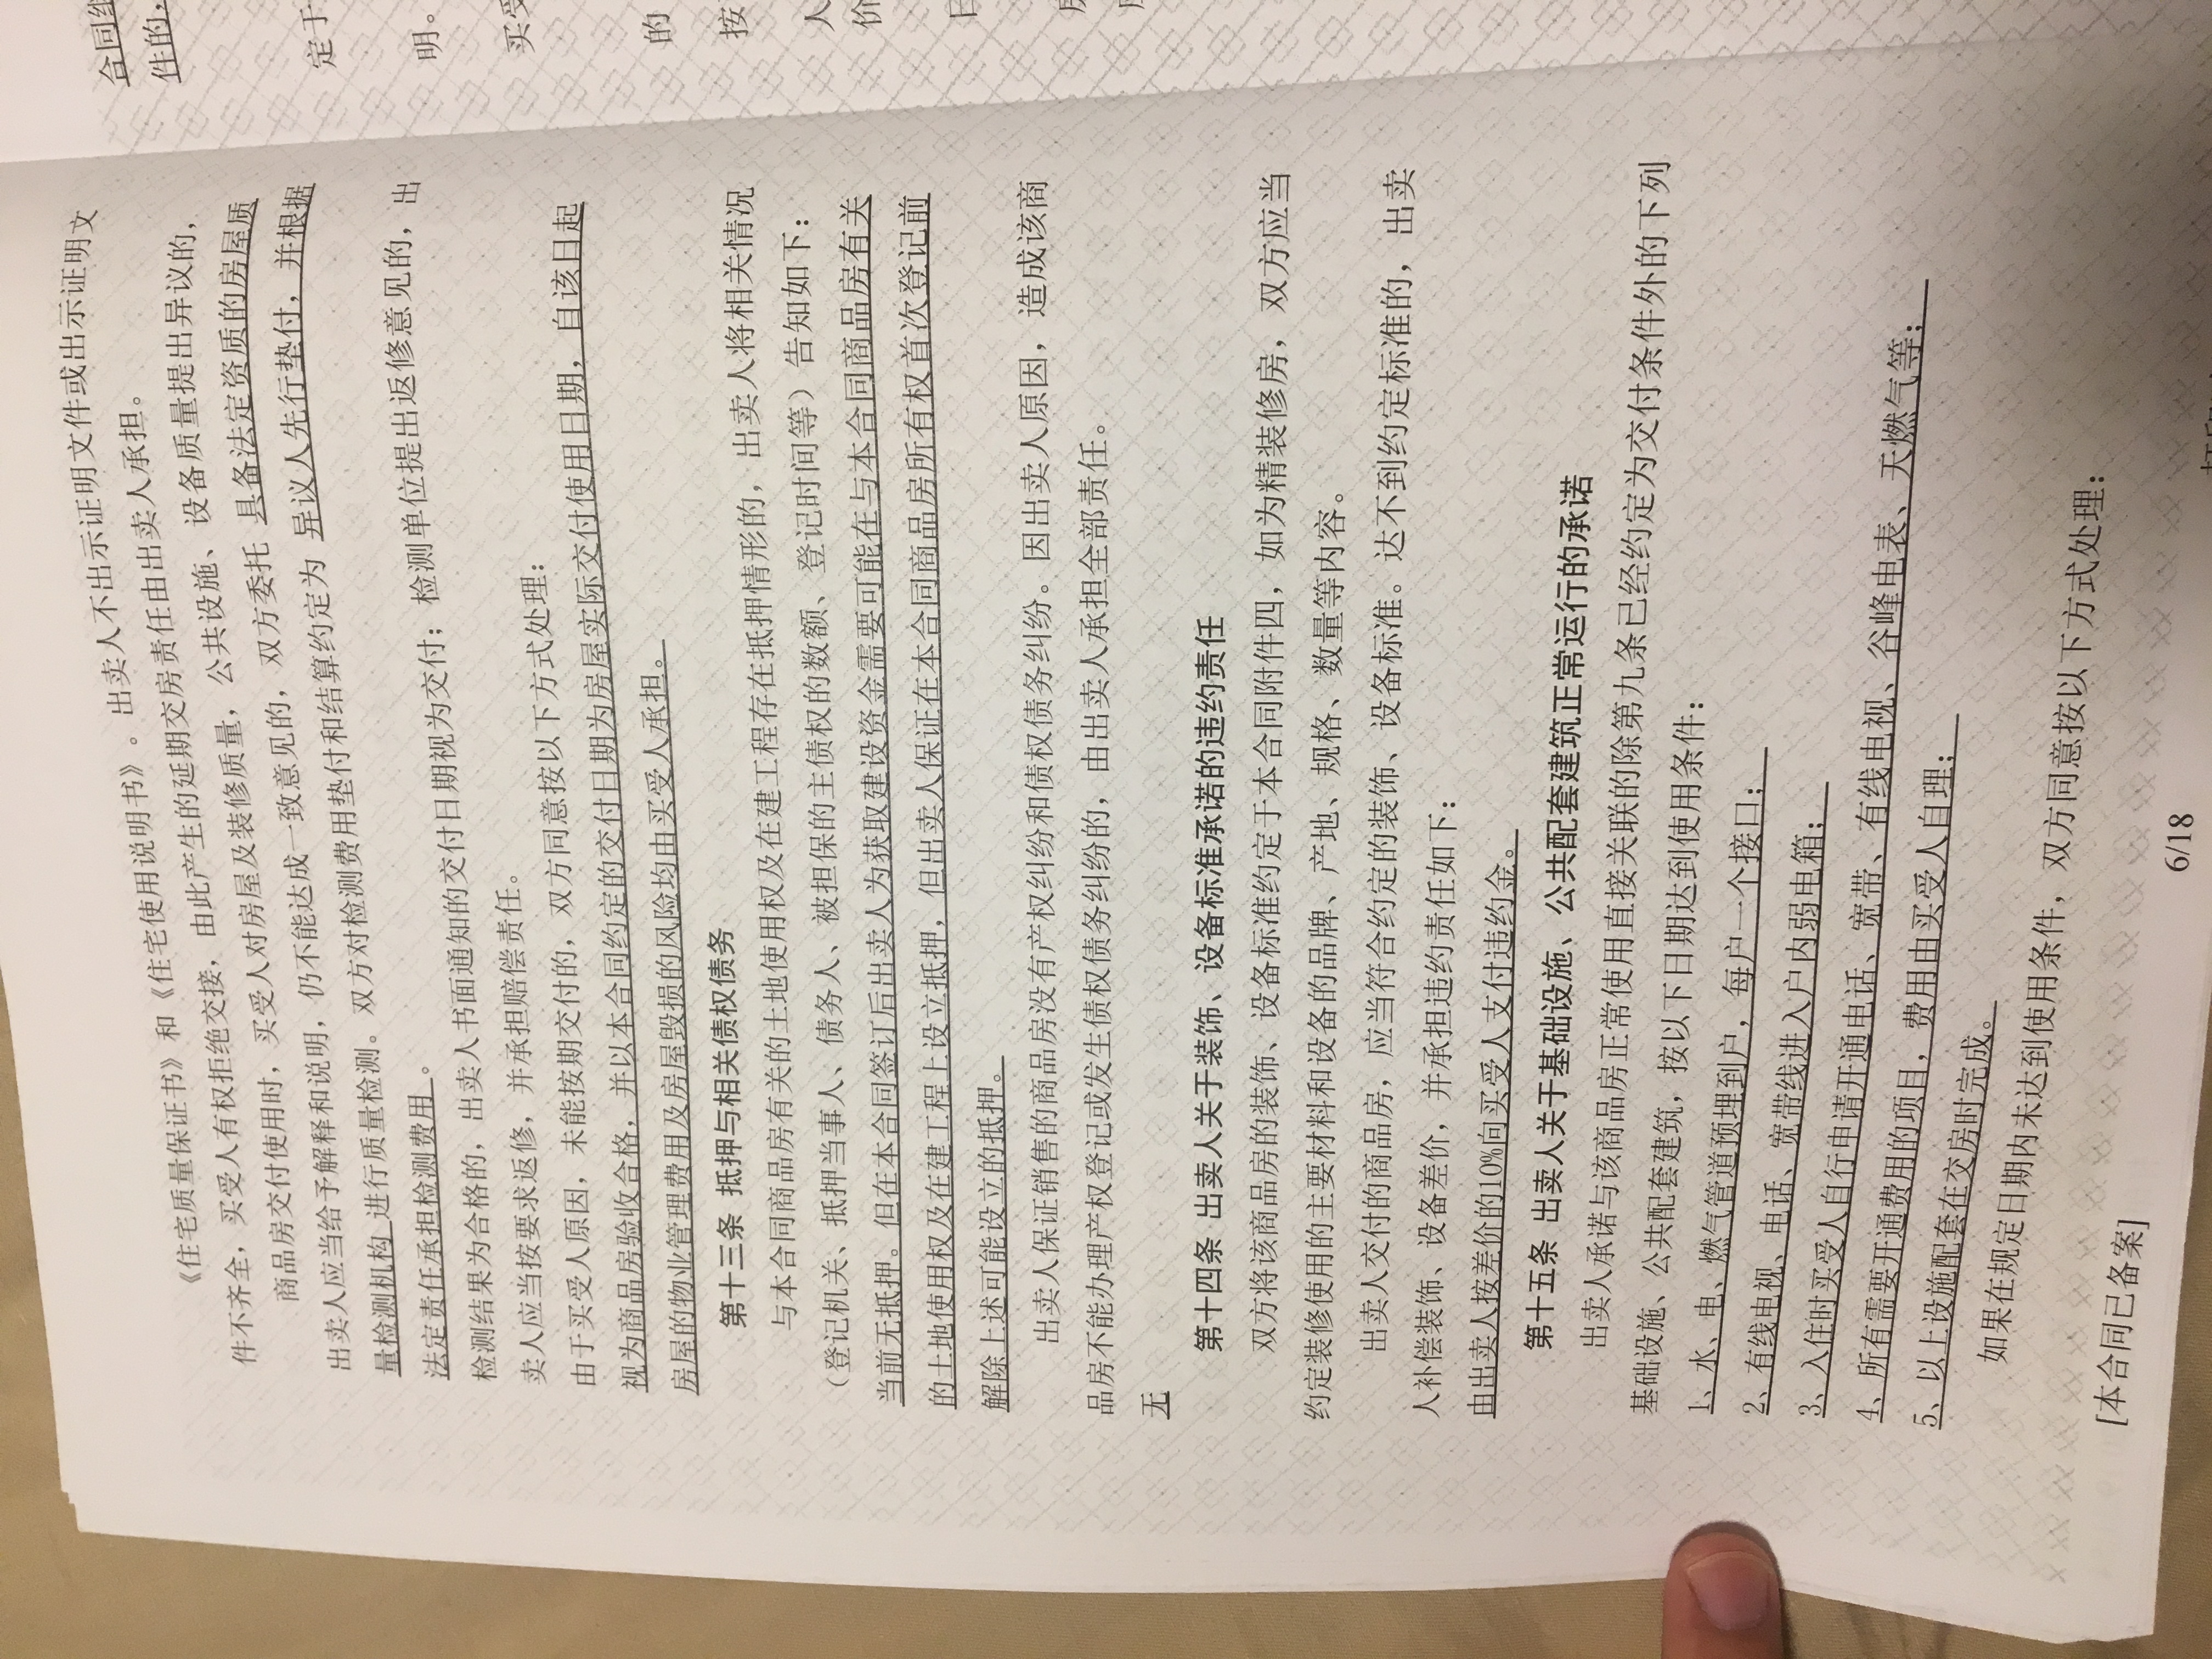 《住宅质量保证书》和《住宅使用说明书》。出卖人不出示证明文件或出示证明文
件不齐全，买受人有权拒绝交接，由此产生的延期交房责任由出卖人承担。
商品房交付使用时，买受人对房屋及装修质量，公共设施、设备质量提出异议的，
出卖人应当给予解释和说明，仍不能达成一致意见的，双方委托 具备法定资质的房屋质
量检测机构 进行质量检测。双方对检测费用垫付和结算约定为 异议人先行垫付，并根据
法定责任承担检测费用 。
检测结果为合格的，出卖人书面通知的交付日期视为交付；检测单位提出返修意见的，出
卖人应当按要求返修，并承担赔偿责任。
由于买受人原因，未能按期交付的，双方同意按以下方式处理：
视为商品房验收合格，并以本合同约定的交付日期为房屋实际交付使用日期，自该日起
房屋的物业管理费用及房屋毁损的风险均由买受人承担。
第十三条 抵押与相关债权债务
与本合同商品房有关的土地使用权及在建工程存在抵押情形的，出卖人将相关情况
（登记机关、抵押当事人、债务人、被担保的主债权的数额、登记时间等）告知如下：
当前无抵押。但在本合同签订后出卖人为获取建设资金需要可能在与本合同商品房有关
的土地使用权及在建工程上设立抵押，但出卖人保证在本合同商品房所有权首次登记前
解除上述可能设立的抵押。
出卖人保证销售的商品房没有产权纠纷和债权债务纠纷。因出卖人原因，造成该商
品房不能办理产权登记或发生债权债务纠纷的，由出卖人承担全部责任。
无
第十四条 出卖人关于装饰、设备标准承诺的违约责任
双方将该商品房的装饰、设备标准约定于本合同附件四，如为精装修房，双方应当
约定装修使用的主要材料和设备的品牌、产地、规格、数量等内容。
出卖人交付的商品房，应当符合约定的装饰、设备标准。达不到约定标准的，出卖
人补偿装饰、设备差价，并承担违约责任如下：
由出卖人按差价的10%向买受人支付违约金。
第十五条 出卖人关于基础设施、公共配套建筑正常运行的承诺
出卖人承诺与该商品房正常使用直接关联的除第九条已经约定为交付条件外的下列
基础设施、公共配套建筑，按以下日期达到使用条件：
1、水、电、燃气管道预埋到户，每户一个接口；
2、有线电视、电话、宽带线进入户内弱电箱；
3、入住时买受人自行申请开通电话、宽带、有线电视、谷峰电表、天燃气等；
4、所有需要开通费用的项目，费用由买受人自理；
5、以上设施配套在交房时完成。
如果在规定日期内未达到使用条件，双方同意按以下方式处理：
[本合同已备案]
6/18
合同继
件的，
定于
明。
买受
的
按
人
价
日